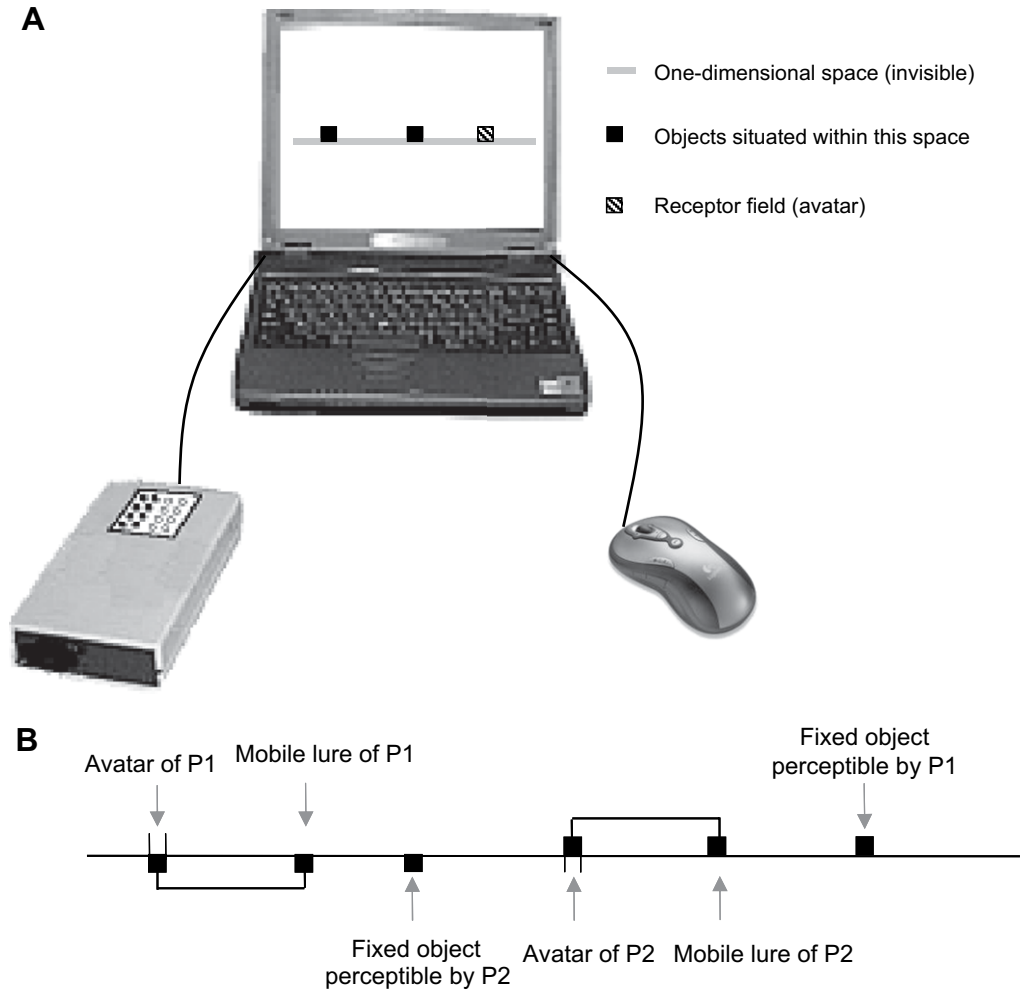 A
One-dimensional space (invisible)
Objects situated within this space
Receptor field (avatar)
B
Avatar of P1
Mobile lure of P1
Fixed object
perceptible by P1
Fixed object
perceptible by P2
Avatar of P2
Mobile lure of P2